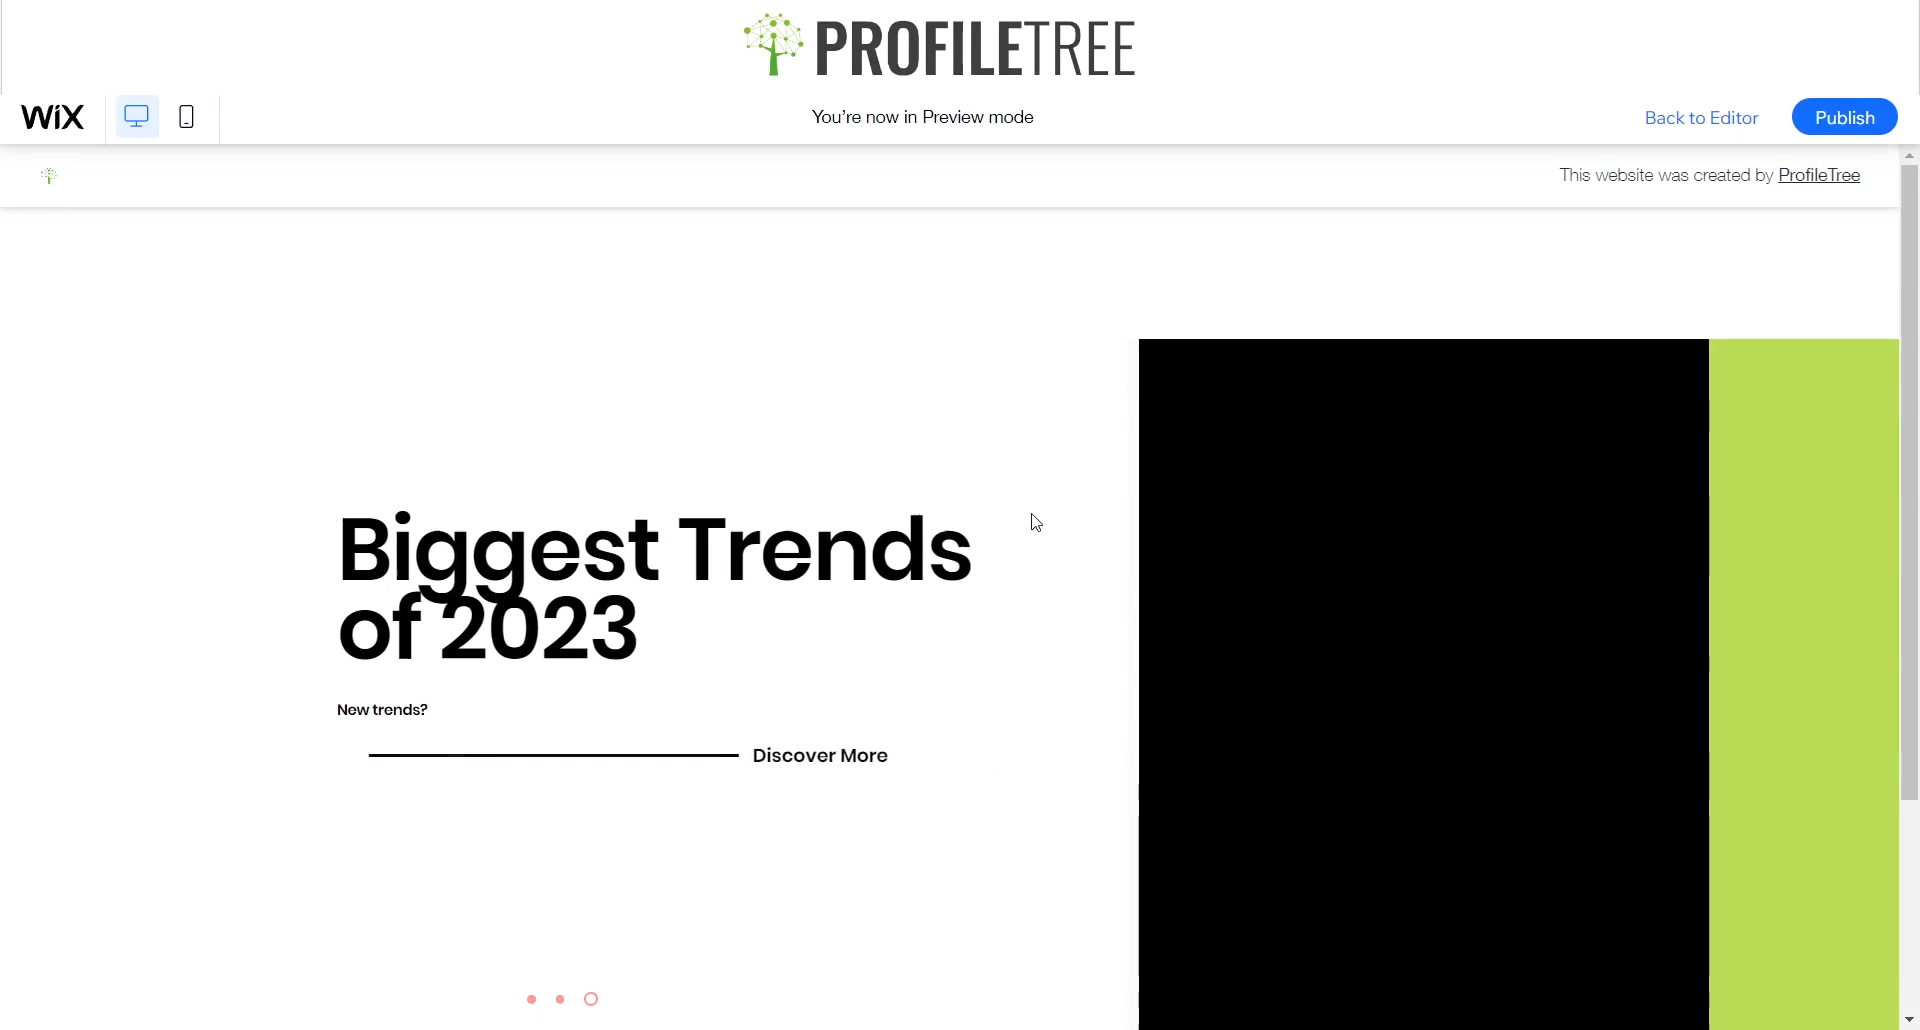 PROFILETREE
WiX
You're now in Preview mode
Back to Editor
Publish
This website was created by ProfileTree
Biggest Trends
of 2023
New trends?
Discover More